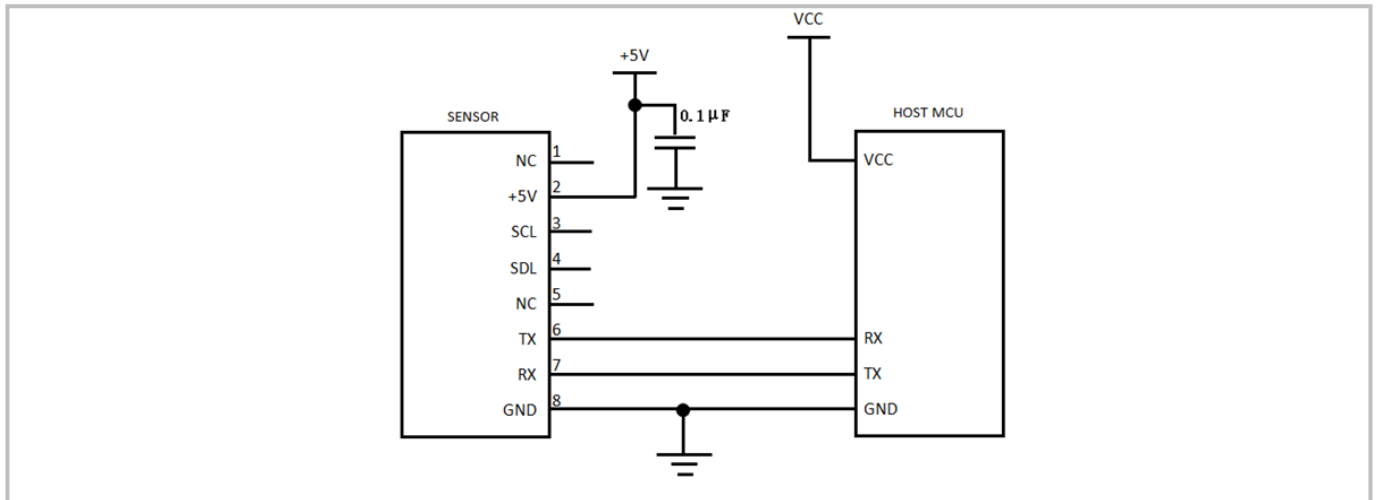 VCC
+5V
0.1μF
SENSOR
HOST MCU
NC 1
+5V 2
SCL 3
SDL 4
NC 5
TX 6
RX 7
GND 8
VCC
RX
TX
GND